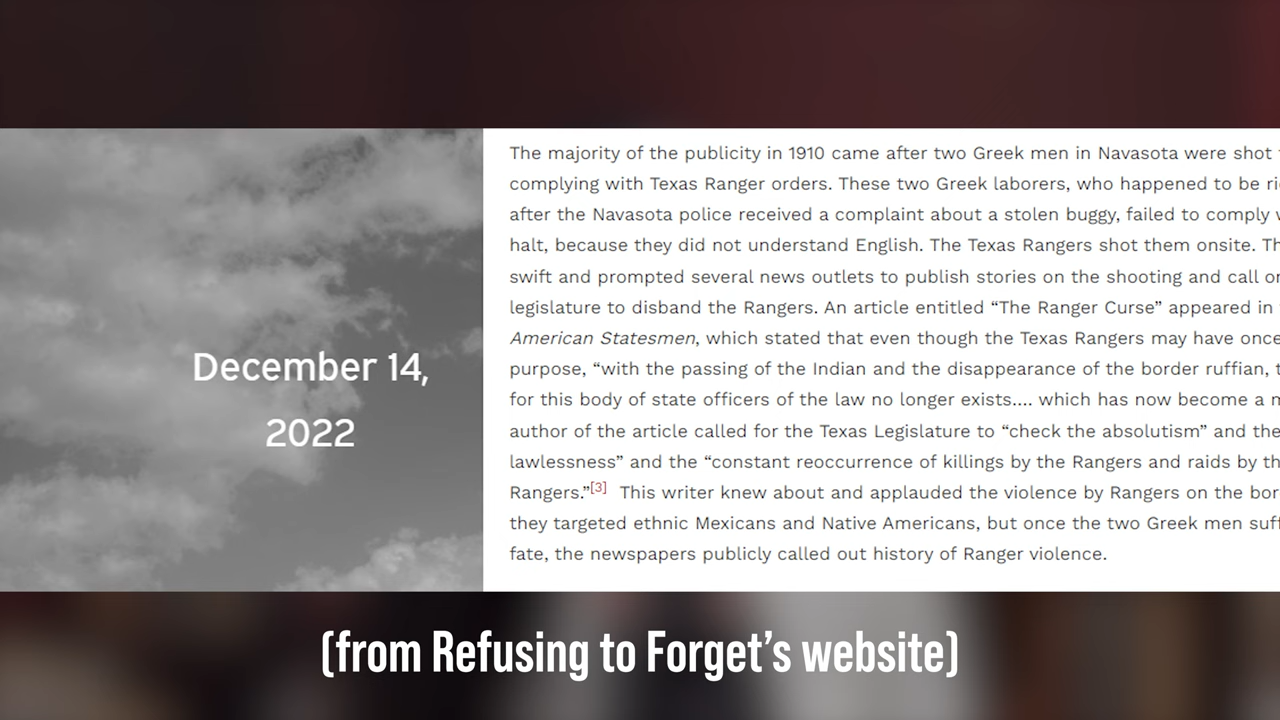 December 14,
2022
The majority of the publicity in 1910 came after two Greek men in Navasota were shot
complying with Texas Ranger orders. These two Greek laborers, who happened to be
after the Navasota police received a complaint about a stolen buggy, failed to comply
halt, because they did not understand English. The Texas Rangers shot them onsite.
swift and prompted several news outlets to publish stories on the shooting and call
legislature to disband the Rangers. An article entitled “The Ranger Curse” appeared in
American Statesmen, which stated that even though the Texas Rangers may have once
purpose, “with the passing of the Indian and the disappearance of the border ruffian,
for this body of state officers of the law no longer exists.... which has now become a
author of the article called for the Texas Legislature to “check the absolutism” and the
lawlessness” and the “constant reoccurrence of killings by the Rangers and raids by
Rangers.”[3] This writer knew about and applauded the violence by Rangers on the
they targeted ethnic Mexicans and Native Americans, but once the two Greek men
fate, the newspapers publicly called out history of Ranger violence.
(from Refusing to Forget’s website)